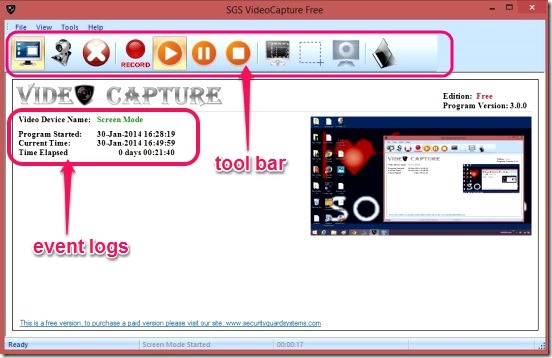 SGS VideoCapture Free
File View Tools Help
RECORD
VIDEO CAPTURE
Edition: Free
Program Version: 3.0.0
Video Device Name: Screen Mode
Program Started: 30-Jan-2014 16:28:19
Current Time: 30-Jan-2014 16:49:59
Time Elapsed 0 days 00:21:40
tool bar
event logs
This is a free version, to purchase a paid version please visit our site: www.securityguardsystems.com
Ready Screen Mode Started 00:00:17